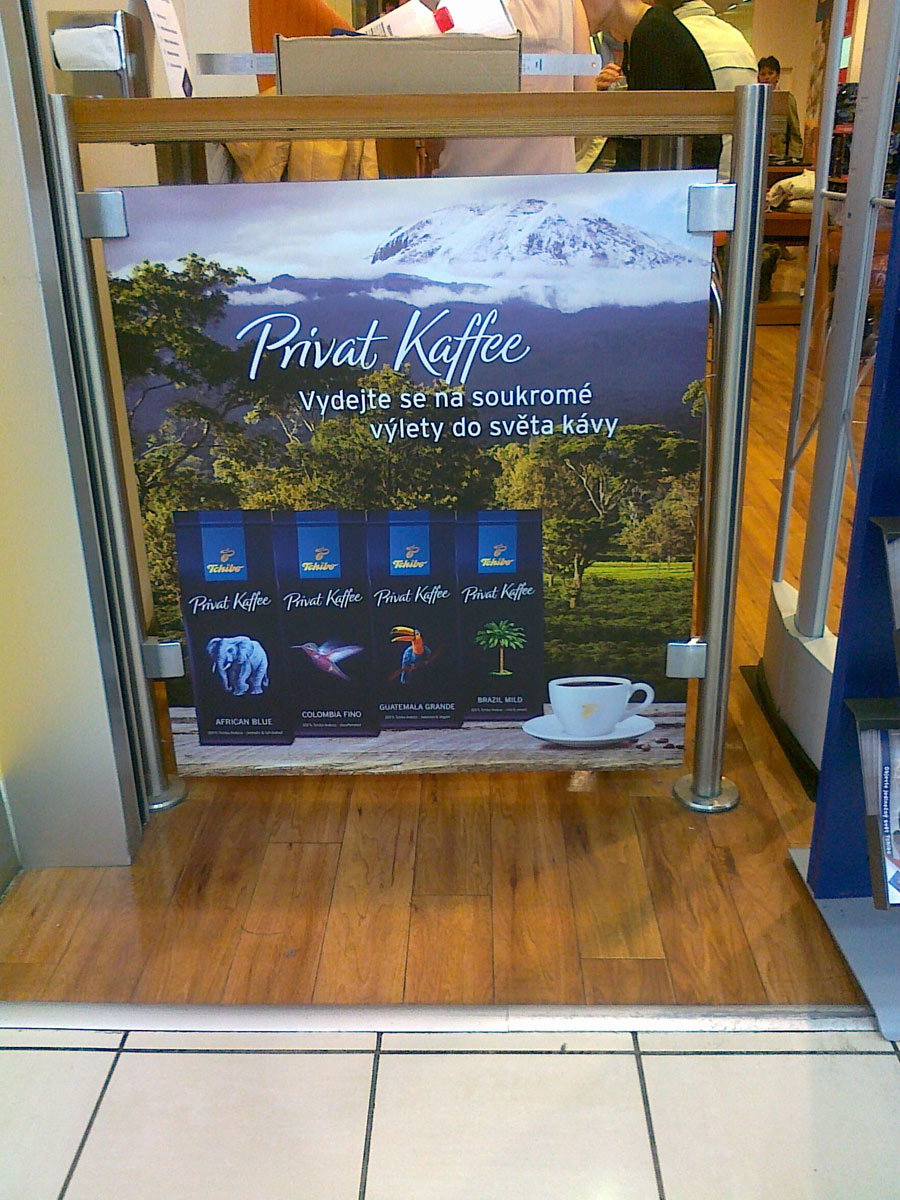 Privat Kaffee
Vydejte se na soukromé
výlety do světa kávy
Tchibo
Privat Kaffee
AFRICAN BLUE
Tchibo
Privat Kaffee
COLOMBIA FINO
Tchibo
Privat Kaffee
GUATEMALA GRANDE
Tchibo
Privat Kaffee
BRAZIL MILD